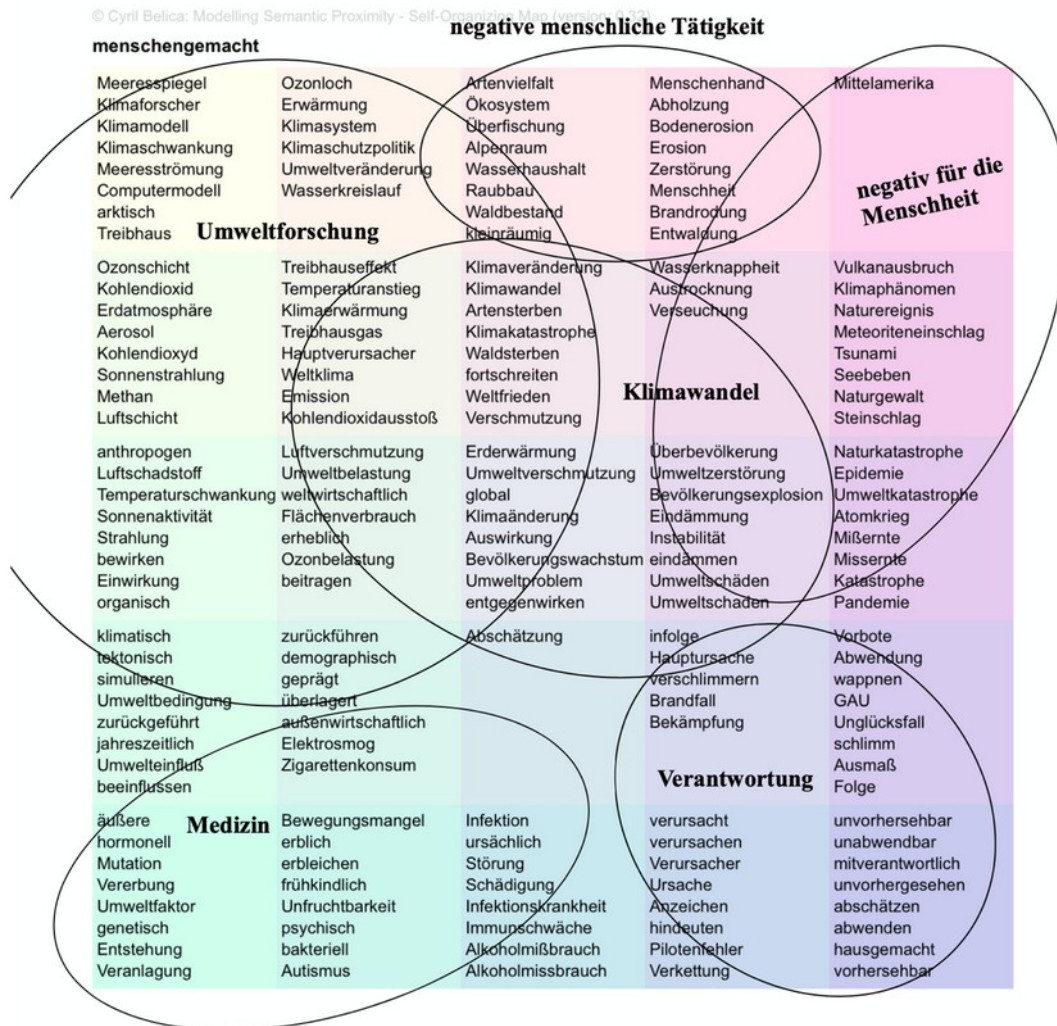 © Cyril Belica: Modelling Semantic Proximity - Self-Organizing Map (version: 0.32)
negative menschliche Tätigkeit
menschengemacht
Meeresspiegel
Klimaforscher
Klimamodell
Klimaschwankung
Meeresströmung
Computermodell
arktisch
Treibhaus
Ozonloch
Erwärmung
Klimasystem
Klimaschutzpolitik
Umweltveränderung
Wasserkreislauf
Umweltforschung
Artenvielfalt
Ökosystem
Überfischung
Alpenraum
Wasserhaushalt
Raubbau
Waldbestand
kleinräumig
Menschenhand
Abholzung
Bodenerosion
Erosion
Zerstörung
Menschheit
Brandrodung
Entwaldung
Mittelamerika
negativ für die
Menschheit
Ozonschicht
Kohlendioxid
Erdatmosphäre
Aerosol
Kohlendioxyd
Sonnenstrahlung
Methan
Luftschicht
Treibhauseffekt
Temperaturanstieg
Klimaerwärmung
Treibhausgas
Hauptverursacher
Weltklima
Emission
Kohlendioxidausstoß
Klimaveränderung
Klimawandel
Artensterben
Klimakatastrophe
Waldsterben
fortschreiten
Weltfrieden
Verschmutzung
Wasserknappheit
Austrocknung
Verseuchung
Klimawandel
Vulkanausbruch
Klimaphänomen
Naturereignis
Meteoriteneinschlag
Tsunami
Seebeben
Naturgewalt
Steinschlag
anthropogen
Luftschadstoff
Temperaturschwankung
Sonnenaktivität
Strahlung
bewirken
Einwirkung
organisch
Luftverschmutzung
Umweltbelastung
weltwirtschaftlich
Flächenverbrauch
erheblich
Ozonbelastung
beitragen
Erderwärmung
Umweltverschmutzung
global
Klimaänderung
Auswirkung
Bevölkerungswachstum
Umweltproblem
entgegenwirken
Überbevölkerung
Umweltzerstörung
Bevölkerungsexplosion
Eindämmung
Instabilität
eindämmen
Umweltschäden
Umweltschaden
Naturkatastrophe
Epidemie
Umweltkatastrophe
Atomkrieg
Mißernte
Missernte
Katastrophe
Pandemie
klimatisch
tektonisch
simulieren
Umweltbedingung
zurückgeführt
jahreszeitlich
Umwelteinfluß
beeinflussen
zurückführen
demographisch
geprägt
überlagert
außenwirtschaftlich
Elektrosmog
Zigarettenkonsum
Abschätzung
infolge
Hauptursache
verschlimmern
Brandfall
Bekämpfung
Verantwortung
Vorbote
Abwendung
wappnen
GAU
Unglücksfall
schlimm
Ausmaß
Folge
äußere
hormonell
Mutation
Vererbung
Umweltfaktor
genetisch
Entstehung
Veranlagung
Medizin
Bewegungsmangel
erblich
erbleichen
frühkindlich
Unfruchtbarkeit
psychisch
bakteriell
Autismus
Infektion
ursächlich
Störung
Schädigung
Infektionskrankheit
Immunschwäche
Alkoholmißbrauch
Alkoholmissbrauch
verursacht
verursachen
Verursacher
Ursache
Anzeichen
hindeuten
Pilotenfehler
Verkettung
unvorhersehbar
unabwendbar
mitverantwortlich
unvorhergesehen
abschätzen
abwenden
hausgemacht
vorhersehbar